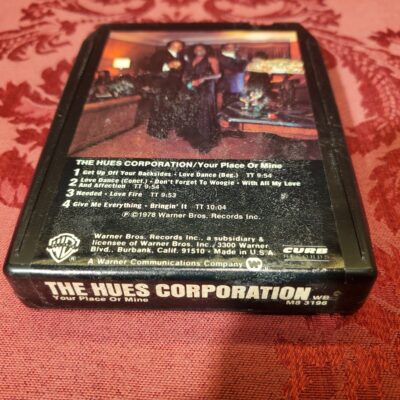 THE HUES CORPORATION/Your Place Or Mine
1 Get Up Off Your Backsides - Love Dance (Beg.) TT 9:54
2 Love Dance (Concl.) - Don't Forget To Woogie - With All My Love
And Affection TT 9:54
3 Needed - Love Fire TT 9:53
4 Give Me Everything - Bringin' It TT 10:04
℗©1978 Warner Bros. Records Inc.
Warner Bros. Records Inc., a subsidiary &
licensee of Warner Bros. Inc., 3300 Warner
Blvd., Burbank, Calif. 91510 - Made in U.S.A.
A Warner Communications Company
CURB
RECORDS
THE HUES CORPORATION
Your Place Or Mine
WB
M8 3196